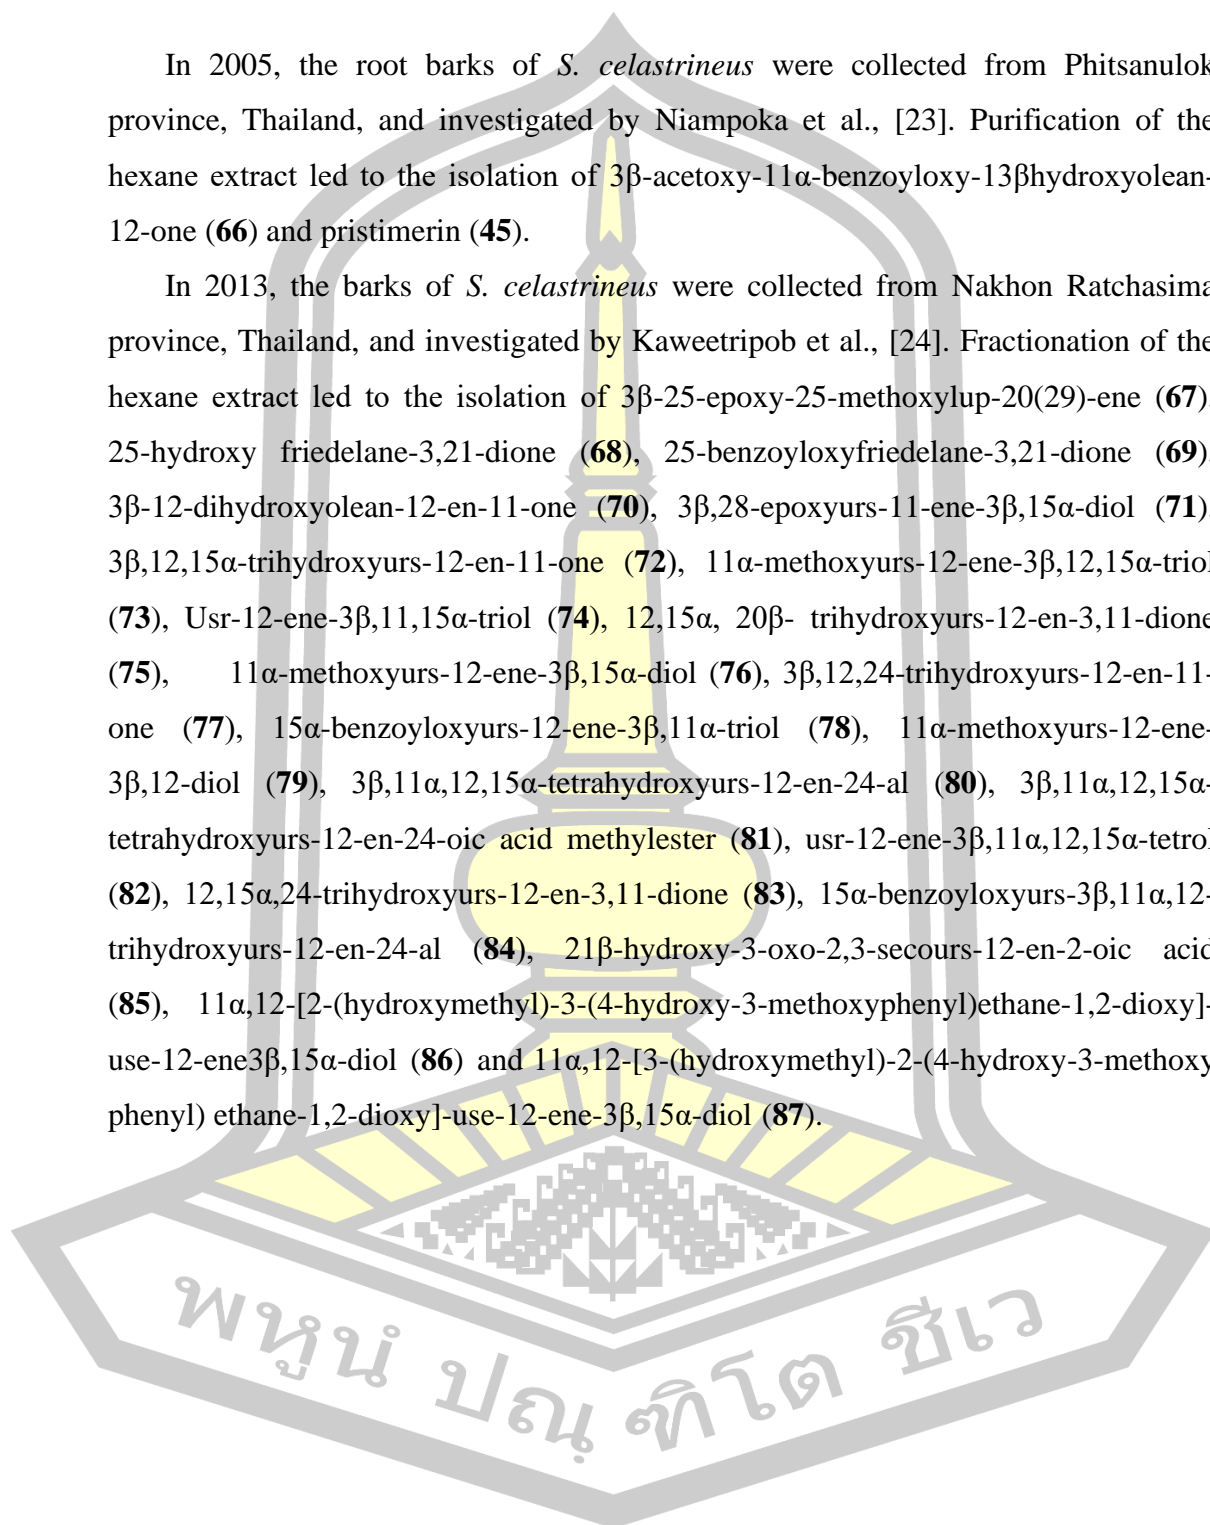 In 2005, the root barks of S. celastrineus were collected from Phitsanulok
province, Thailand, and investigated by Niampoka et al., [23]. Purification of the
hexane extract led to the isolation of 3β-acetoxy-11α-benzoyloxy-13βhydroxyolean-
12-one (66) and pristimerin (45).
In 2013, the barks of S. celastrineus were collected from Nakhon Ratchasima
province, Thailand, and investigated by Kaweetripob et al., [24]. Fractionation of the
hexane extract led to the isolation of 3β-25-epoxy-25-methoxylup-20(29)-ene (67),
25-hydroxy friedelane-3,21-dione (68), 25-benzoyloxyfriedelane-3,21-dione (69),
3β-12-dihydroxyolean-12-en-11-one (70), 3β,28-epoxyurs-11-ene-3β,15α-diol (71),
3β,12,15α-trihydroxyurs-12-en-11-one (72), 11α-methoxyurs-12-ene-3β,12,15α-triol
(73), Usr-12-ene-3β,11,15α-triol (74), 12,15α, 20β- trihydroxyurs-12-en-3,11-dione
(75), 11α-methoxyurs-12-ene-3β,15α-diol (76), 3β,12,24-trihydroxyurs-12-en-11-
one (77), 15α-benzoyloxyurs-12-ene-3β,11α-triol (78), 11α-methoxyurs-12-ene-
3β,12-diol (79), 3β,11α,12,15α-tetrahydroxyurs-12-en-24-al (80), 3β,11α,12,15α-
tetrahydroxyurs-12-en-24-oic acid methylester (81), usr-12-ene-3β,11α,12,15α-tetrol
(82), 12,15α,24-trihydroxyurs-12-en-3,11-dione (83), 15α-benzoyloxyurs-3β,11α,12-
trihydroxyurs-12-en-24-al (84), 21β-hydroxy-3-oxo-2,3-secours-12-en-2-oic acid
(85), 11α,12-[2-(hydroxymethyl)-3-(4-hydroxy-3-methoxyphenyl)ethane-1,2-dioxy]-
use-12-ene3β,15α-diol (86) and 11α,12-[3-(hydroxymethyl)-2-(4-hydroxy-3-methoxy
phenyl) ethane-1,2-dioxy]-use-12-ene-3β,15α-diol (87).
พหูนํ ปณฺฑิโต ชีเว